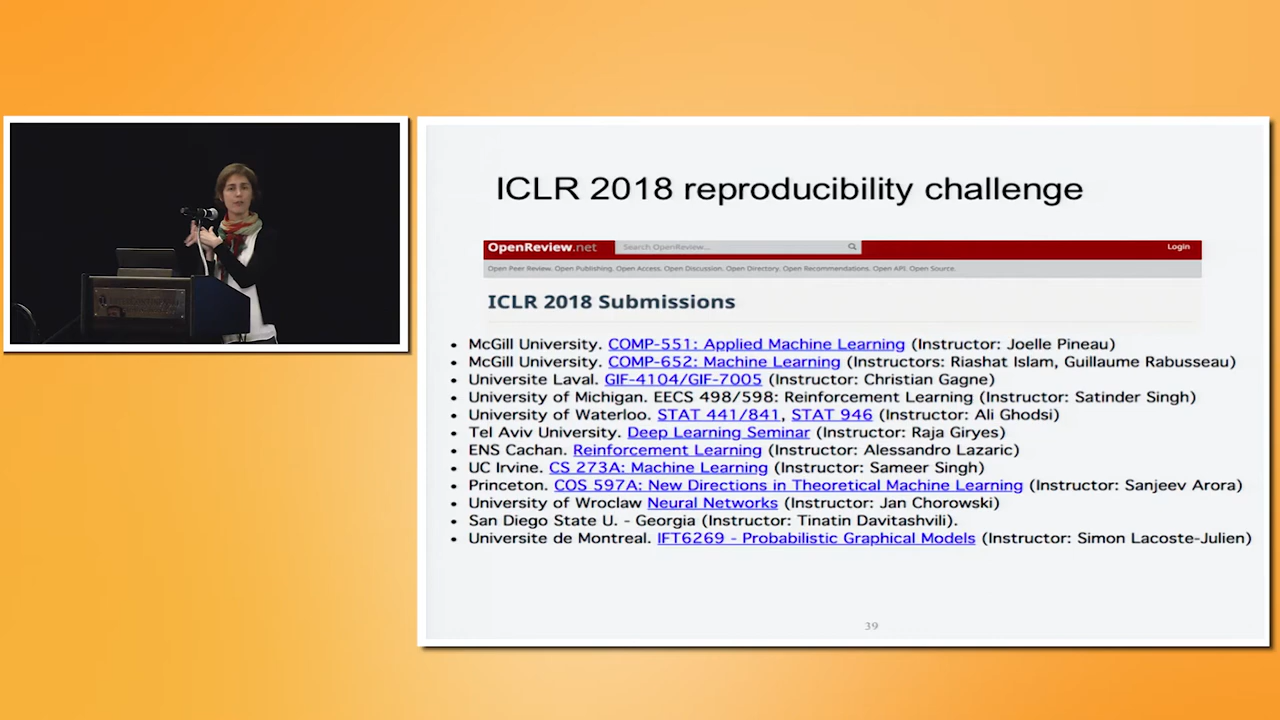 ICLR 2018 reproducibility challenge
OpenReview.net Search OpenReview... Login
Open Peer Review. Open Publishing. Open Access. Open Discussion. Open Directory. Open Recommendations. Open API. Open Source.
ICLR 2018 Submissions
• McGill University. COMP-551: Applied Machine Learning (Instructor: Joelle Pineau)
• McGill University. COMP-652: Machine Learning (Instructors: Riashat Islam, Guillaume Rabusseau)
• Universite Laval. GIF-4104/GIF-7005 (Instructor: Christian Gagne)
• University of Michigan. EECS 498/598: Reinforcement Learning (Instructor: Satinder Singh)
• University of Waterloo. STAT 441/841, STAT 946 (Instructor: Ali Ghodsi)
• Tel Aviv University. Deep Learning Seminar (Instructor: Raja Giryes)
• ENS Cachan. Reinforcement Learning (Instructor: Alessandro Lazaric)
• UC Irvine. CS 273A: Machine Learning (Instructor: Sameer Singh)
• Princeton. COS 597A: New Directions in Theoretical Machine Learning (Instructor: Sanjeev Arora)
• University of Wroclaw Neural Networks (Instructor: Jan Chorowski)
• San Diego State U. - Georgia (Instructor: Tinatin Davitashvili).
• Universite de Montreal. IFT6269 - Probabilistic Graphical Models (Instructor: Simon Lacoste-Julien)
39